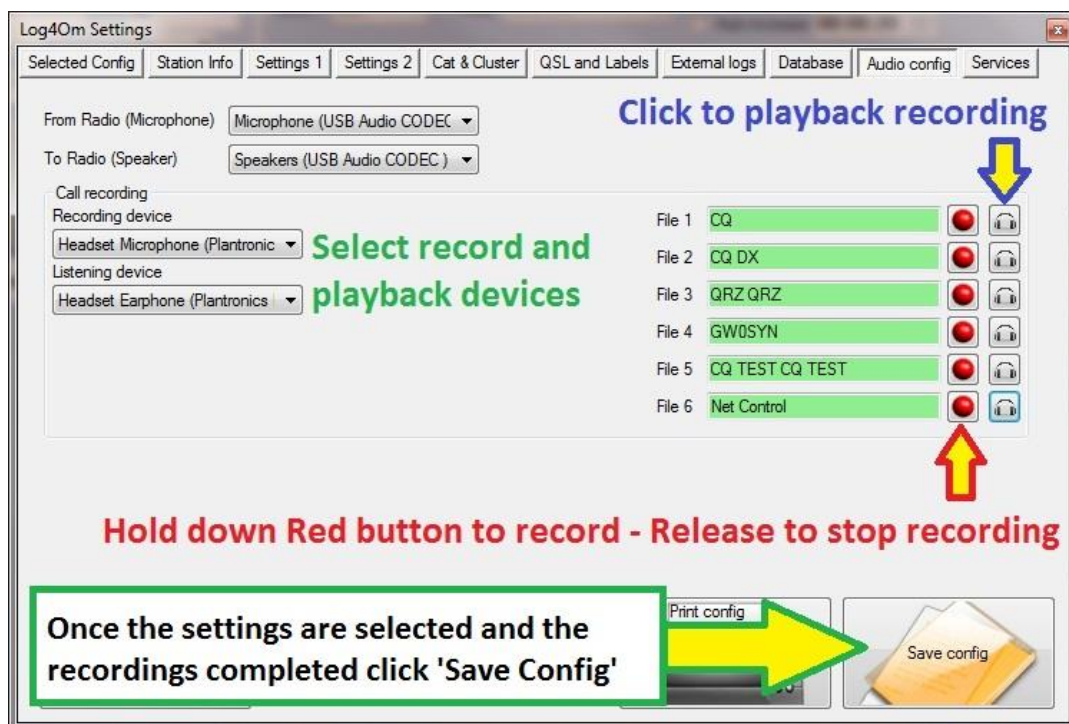 Log4Om Settings
Selected Config Station Info Settings 1 Settings 2 Cat & Cluster QSL and Labels External logs Database Audio config Services
From Radio (Microphone) Microphone (USB Audio CODEC
Click to playback recording
To Radio (Speaker) Speakers (USB Audio CODEC )
Call recording
Recording device
Headset Microphone (Plantronic
Listening device
Headset Earphone (Plantronics
Select record and
playback devices
File 1 CQ
File 2 CQ DX
File 3 QRZ QRZ
File 4 GW0SYN
File 5 CQ TEST CQ TEST
File 6 Net Control
Hold down Red button to record - Release to stop recording
Once the settings are selected and the
recordings completed click 'Save Config'
Print config
Save config